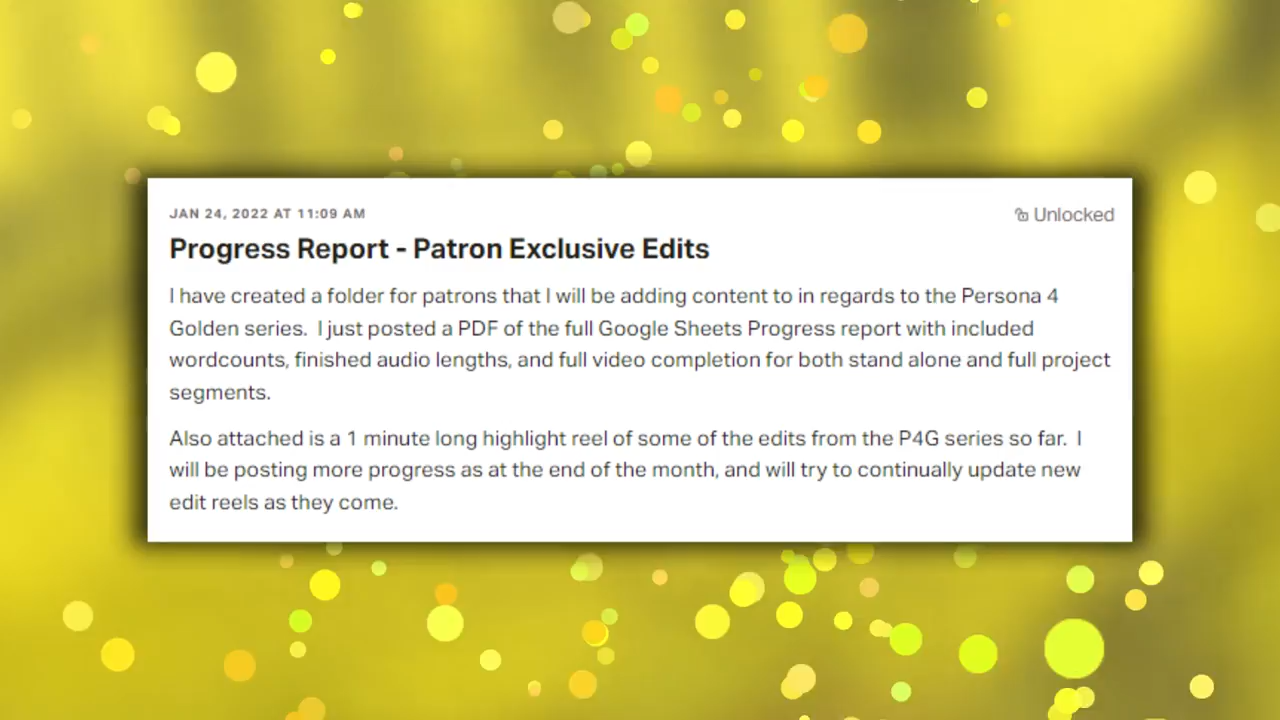 JAN 24, 2022 AT 11:09 AM
Unlocked
Progress Report - Patron Exclusive Edits
I have created a folder for patrons that I will be adding content to in regards to the Persona 4
Golden series.  I just posted a PDF of the full Google Sheets Progress report with included
wordcounts, finished audio lengths, and full video completion for both stand alone and full project
segments.
Also attached is a 1 minute long highlight reel of some of the edits from the P4G series so far.  I
will be posting more progress as at the end of the month, and will try to continually update new
edit reels as they come.